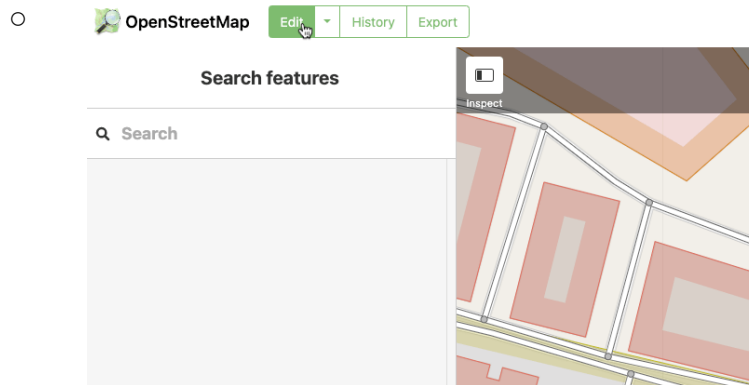 OpenStreetMap Edit History Export
Search features
Inspect
Search